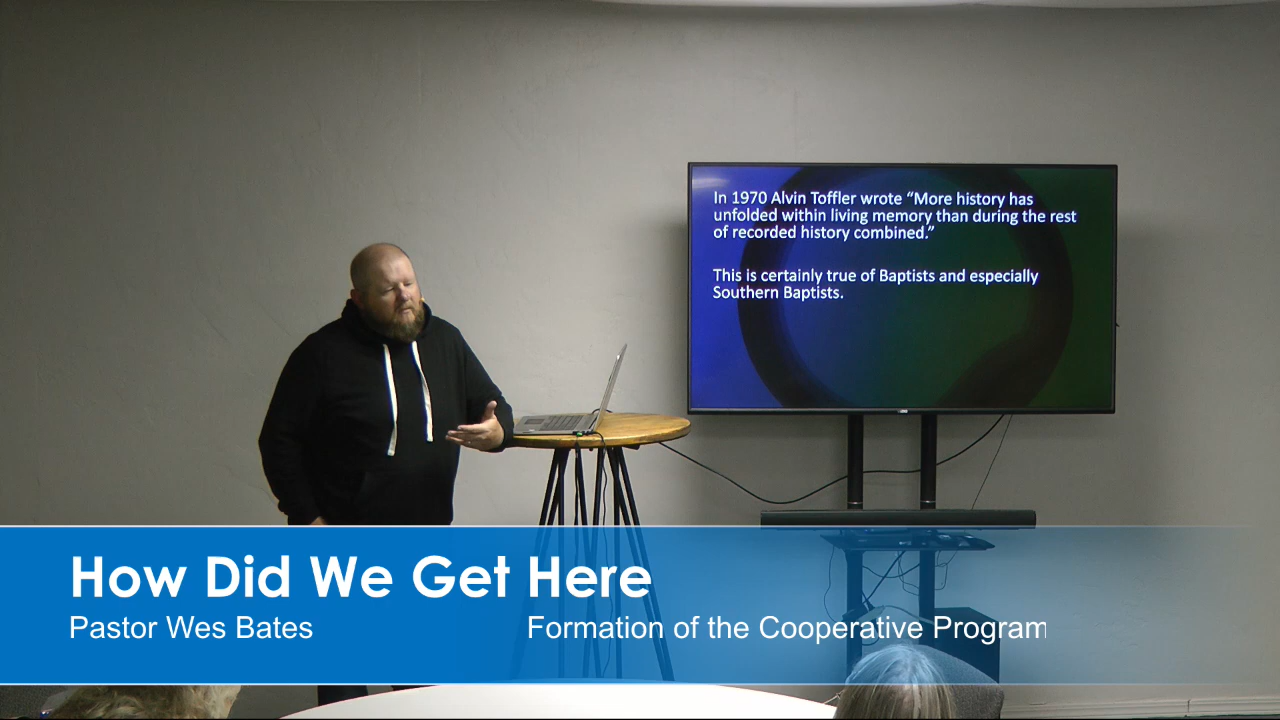 In 1970 Alvin Toffler wrote “More history has
unfolded within living memory than during the rest
of recorded history combined.”
This is certainly true of Baptists and especially
Southern Baptists.
How Did We Get Here
Pastor Wes Bates
Formation of the Cooperative Program